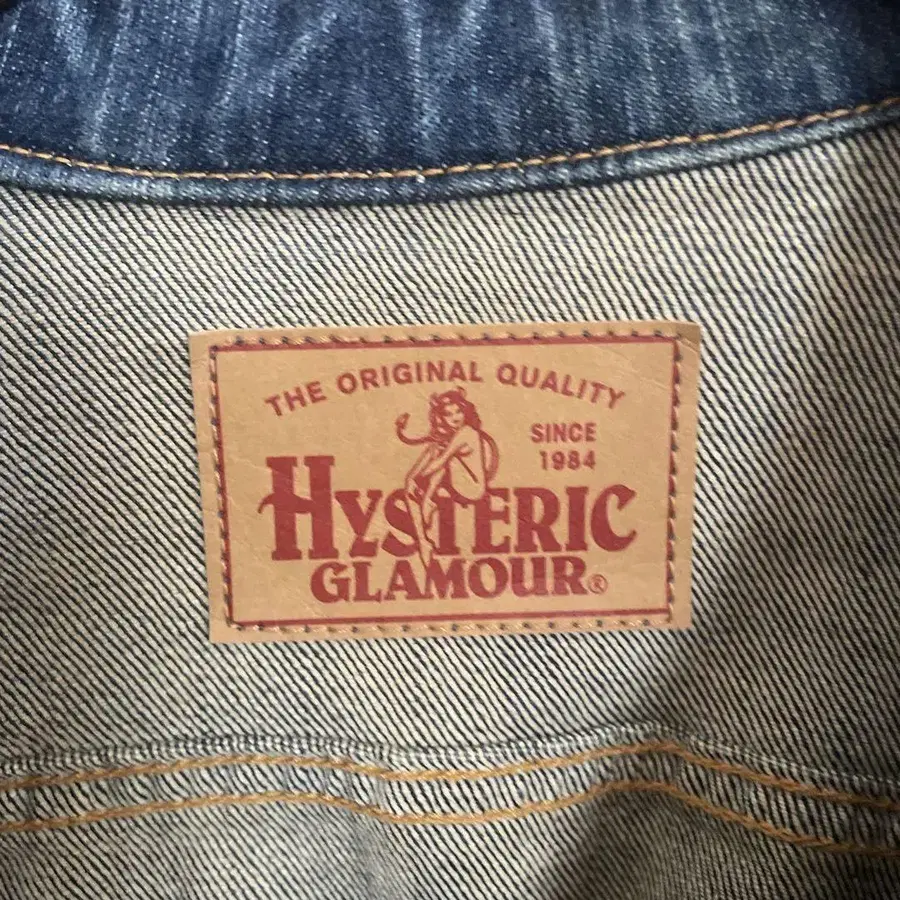 THE ORIGINAL QUALITY
SINCE
1984
HYSTERIC
GLAMOUR®